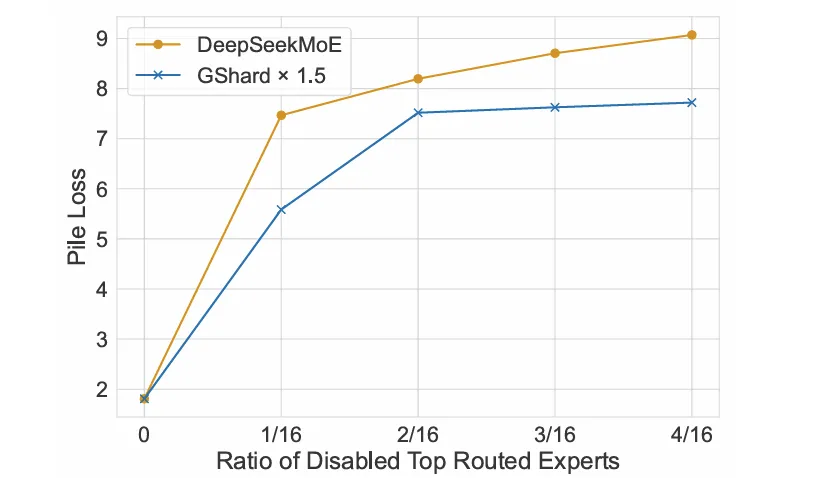 9
8
7
6
5
4
3
2
Pile Loss
DeepSeekMoE
GShard × 1.5
0 1/16 2/16 3/16 4/16
Ratio of Disabled Top Routed Experts